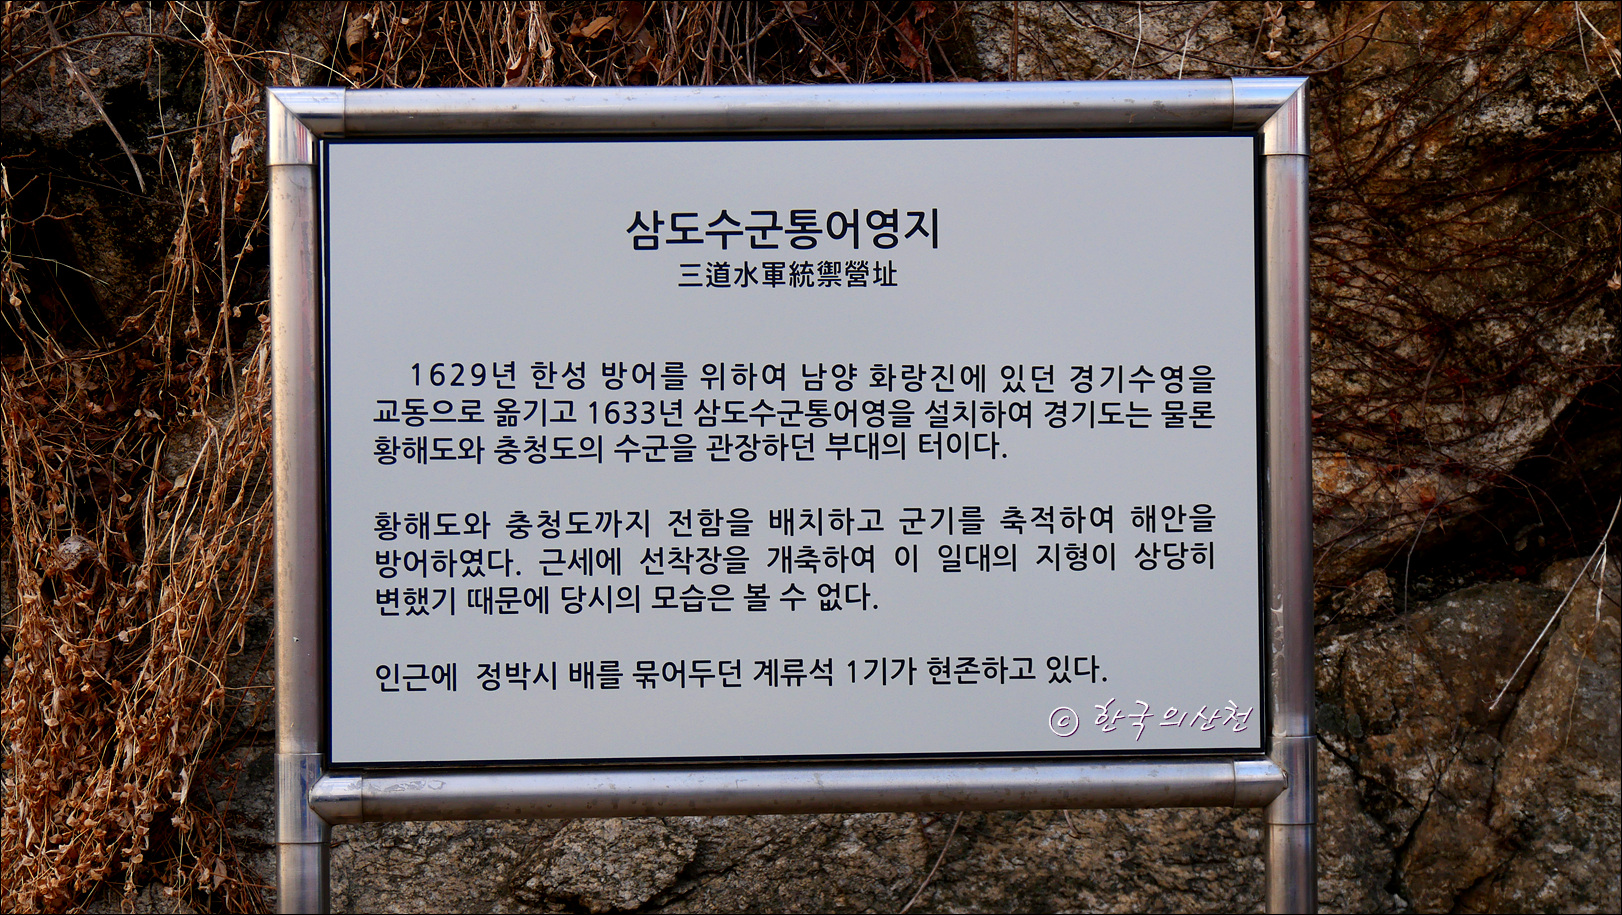 삼도수군통어영지
三道水軍統禦營址
1629년 한성 방어를 위하여 남양 화랑진에 있던 경기수영을
교동으로 옮기고 1633년 삼도수군통어영을 설치하여 경기도는 물론
황해도와 충청도의 수군을 관장하던 부대의 터이다.
황해도와 충청도까지 전함을 배치하고 군기를 축적하여 해안을
방어하였다. 근세에 선착장을 개축하여 이 일대의 지형이 상당히
변했기 때문에 당시의 모습은 볼 수 없다.
인근에 정박시 배를 묶어두던 계류석 1기가 현존하고 있다.
© 한국의산천